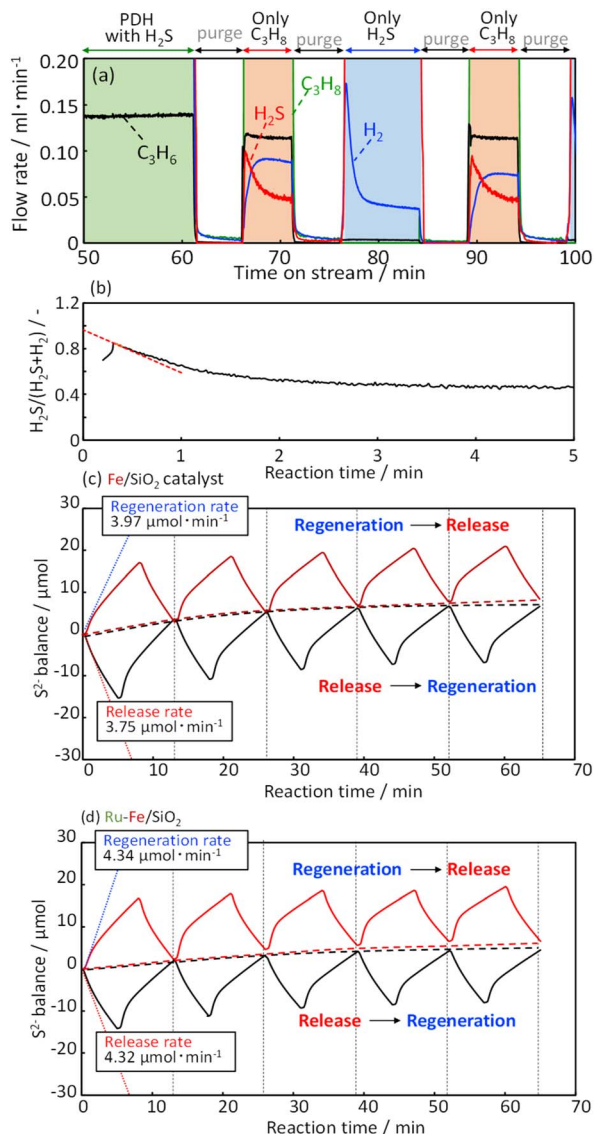 PDH
with H₂S
purge
Only
C₃H₈
purge
Only
H₂S
purge
Only
C₃H₈
purge
(a)
Flow rate / ml・min⁻¹
0.20
0.15
0.10
0.05
0
C₃H₆
H₂S
C₃H₈
H₂
50 60 70 80 90 100
Time on stream / min
(b)
H₂S/(H₂S+H₂) / -
1.2
0.8
0.4
0
0 1 2 3 4 5
Reaction time / min
(c) Fe/SiO₂ catalyst
S²⁻ balance / μmol
30
20
10
0
-10
-20
-30
Regeneration rate
3.97 μmol・min⁻¹
Regeneration → Release
Release → Regeneration
Release rate
3.75 μmol・min⁻¹
0 10 20 30 40 50 60 70
Reaction time / min
(d) Ru-Fe/SiO₂
S²⁻ balance / μmol
30
20
10
0
-10
-20
-30
Regeneration rate
4.34 μmol・min⁻¹
Regeneration → Release
Release → Regeneration
Release rate
4.32 μmol・min⁻¹
0 10 20 30 40 50 60 70
Reaction time / min